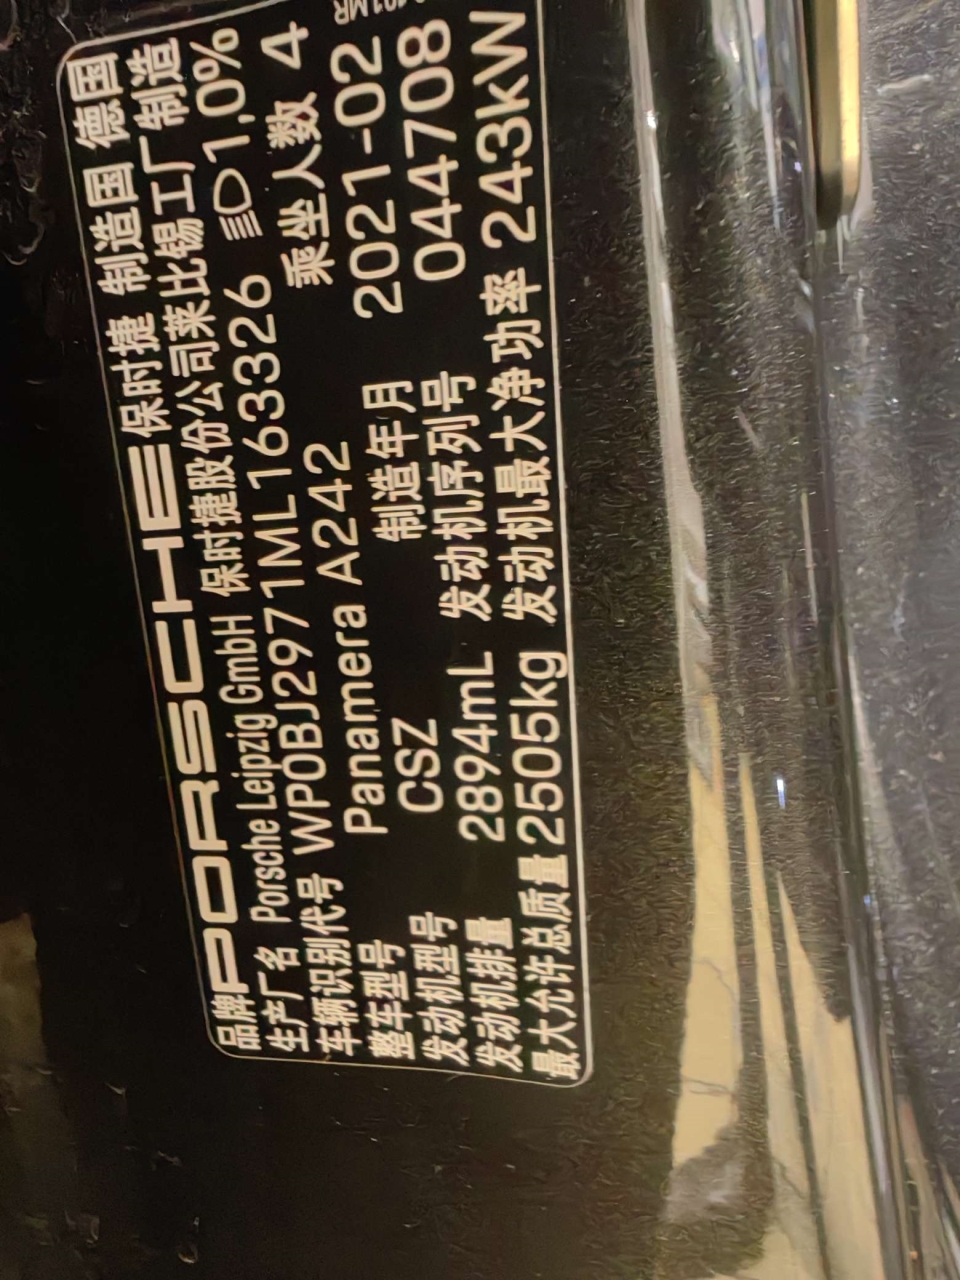 品牌 PORSCHE 保时捷 制造国 德国
生产厂名 Porsche Leipzig GmbH 保时捷股份公司莱比锡工厂制造
车辆识别代号 WP0BJ2971ML163326 1,0%
整车型号 Panamera A242 乘坐人数 4
发动机型号 CSZ 制造年月 2021-02
发动机排量 2894mL 发动机序列号 044708
最大允许总质量 2505kg 发动机最大净功率 243kW